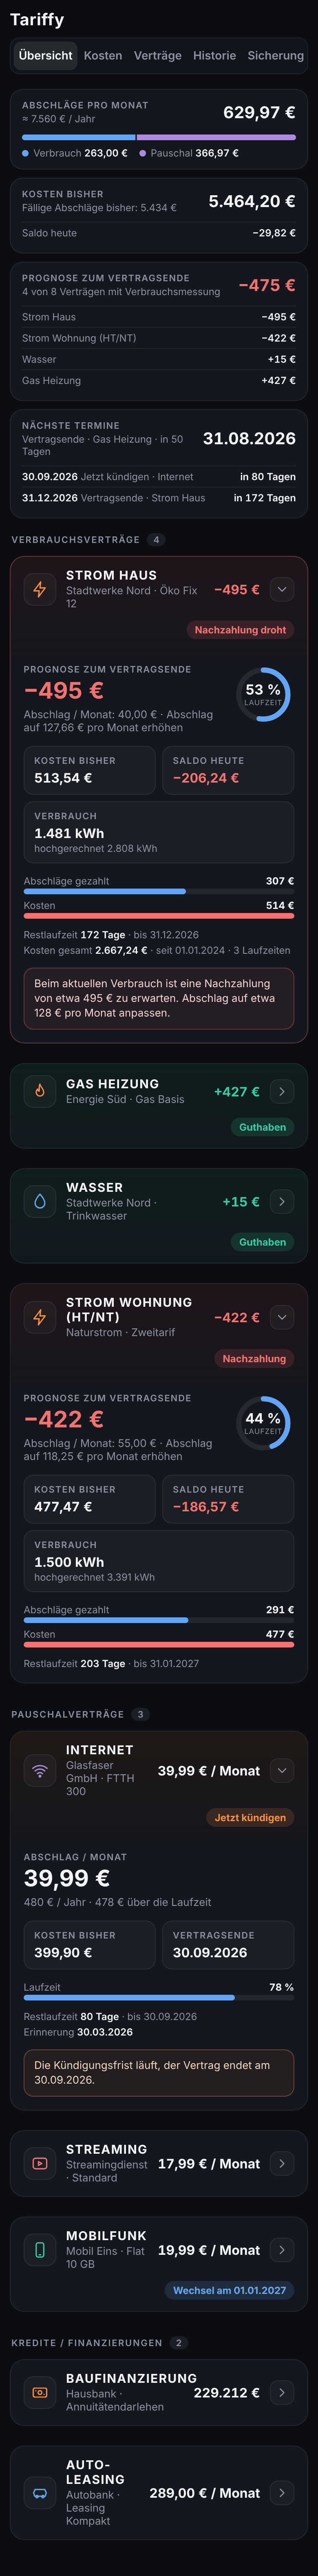 Tariffy
Übersicht Kosten Verträge Historie Sicherung
ABSCHLÄGE PRO MONAT
≈ 7.560 € / Jahr
629,97 €
Verbrauch 263,00 € Pauschal 366,97 €
KOSTEN BISHER
Fällige Abschläge bisher: 5.434 €
5.464,20 €
Saldo heute −29,82 €
PROGNOSE ZUM VERTRAGSENDE
4 von 8 Verträgen mit Verbrauchsmessung
−475 €
Strom Haus −495 €
Strom Wohnung (HT/NT) −422 €
Wasser +15 €
Gas Heizung +427 €
NÄCHSTE TERMINE
Vertragsende · Gas Heizung · in 50
Tagen
31.08.2026
30.09.2026 Jetzt kündigen · Internet in 80 Tagen
31.12.2026 Vertragsende · Strom Haus in 172 Tagen
VERBRAUCHSVERTRÄGE 4
STROM HAUS
Stadtwerke Nord · Öko Fix
12
−495 €
Nachzahlung droht
PROGNOSE ZUM VERTRAGSENDE
−495 €
Abschlag / Monat: 40,00 € · Abschlag
auf 127,66 € pro Monat erhöhen
53 %
LAUFZEIT
KOSTEN BISHER
513,54 €
SALDO HEUTE
−206,24 €
VERBRAUCH
1.481 kWh
hochgerechnet 2.808 kWh
Abschläge gezahlt 307 €
Kosten 514 €
Restlaufzeit 172 Tage · bis 31.12.2026
Kosten gesamt 2.667,24 € · seit 01.01.2024 · 3 Laufzeiten
Beim aktuellen Verbrauch ist eine Nachzahlung
von etwa 495 € zu erwarten. Abschlag auf etwa
128 € pro Monat anpassen.
GAS HEIZUNG
Energie Süd · Gas Basis
+427 €
Guthaben
WASSER
Stadtwerke Nord ·
Trinkwasser
+15 €
Guthaben
STROM WOHNUNG
(HT/NT)
Naturstrom · Zweitarif
−422 €
Nachzahlung
PROGNOSE ZUM VERTRAGSENDE
−422 €
Abschlag / Monat: 55,00 € · Abschlag
auf 118,25 € pro Monat erhöhen
44 %
LAUFZEIT
KOSTEN BISHER
477,47 €
SALDO HEUTE
−186,57 €
VERBRAUCH
1.500 kWh
hochgerechnet 3.391 kWh
Abschläge gezahlt 291 €
Kosten 477 €
Restlaufzeit 203 Tage · bis 31.01.2027
PAUSCHALVERTRÄGE 3
INTERNET
Glasfaser
GmbH · FTTH
300
39,99 € / Monat
Jetzt kündigen
ABSCHLAG / MONAT
39,99 €
480 € / Jahr · 478 € über die Laufzeit
KOSTEN BISHER
399,90 €
VERTRAGSENDE
30.09.2026
Laufzeit 78 %
Restlaufzeit 80 Tage · bis 30.09.2026
Erinnerung 30.03.2026
Die Kündigungsfrist läuft, der Vertrag endet am
30.09.2026.
STREAMING
Streamingdienst
· Standard
17,99 € / Monat
MOBILFUNK
Mobil Eins · Flat
10 GB
19,99 € / Monat
Wechsel am 01.01.2027
KREDITE / FINANZIERUNGEN 2
BAUFINANZIERUNG
Hausbank ·
Annuitätendarlehen
229.212 €
AUTO-
LEASING
Autobank ·
Leasing
Kompakt
289,00 € / Monat